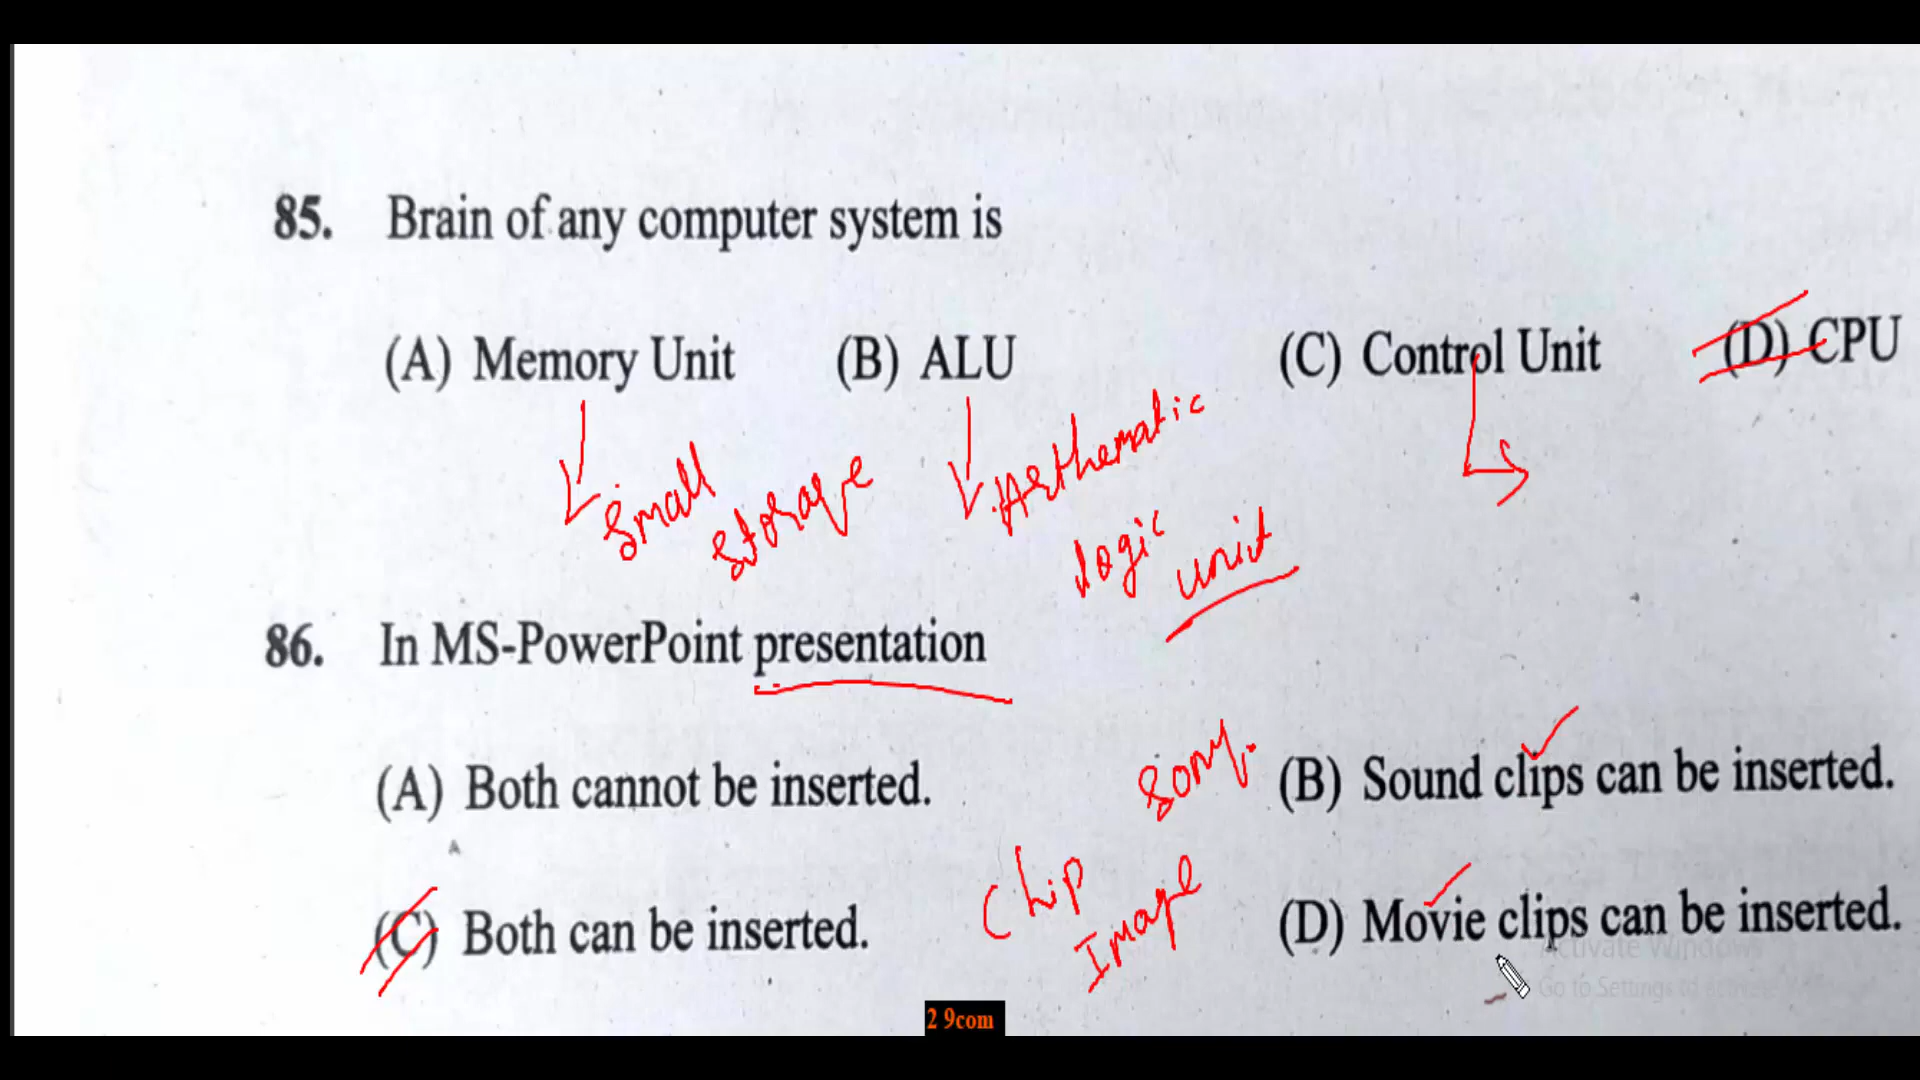 85. Brain of any computer system is
(A) Memory Unit (B) ALU (C) Control Unit (D) CPU
Small storage
Arthematic
logic unit
86. In MS-PowerPoint presentation
(A) Both cannot be inserted. (B) Sound clips can be inserted.
(C) Both can be inserted. (D) Movie clips can be inserted.
Image
Activate Windows
Go to Settings to activate Windows.
2 9com